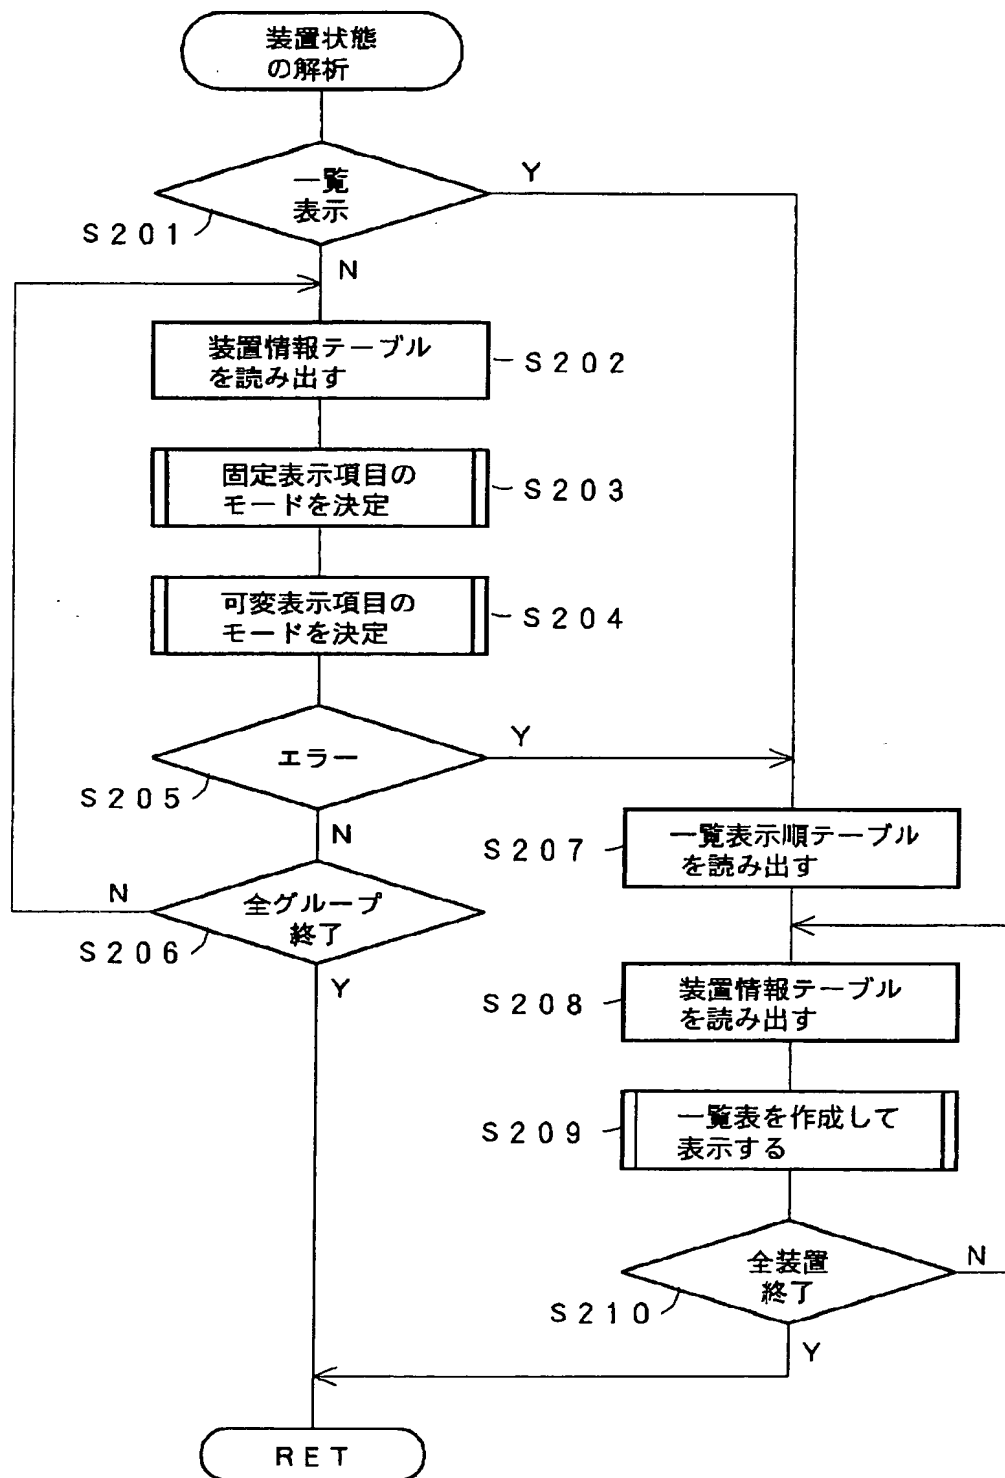 装置状態
の解析
一覧
表示
Y
S201
N
装置情報テーブル
を読み出す
S202
固定表示項目の
モードを決定
S203
可変表示項目の
モードを決定
S204
エラー
Y
S205
N
全グループ
終了
N
S206
Y
一覧表示順テーブル
を読み出す
S207
装置情報テーブル
を読み出す
S208
一覧表を作成して
表示する
S209
全装置
終了
N
S210
Y
RET